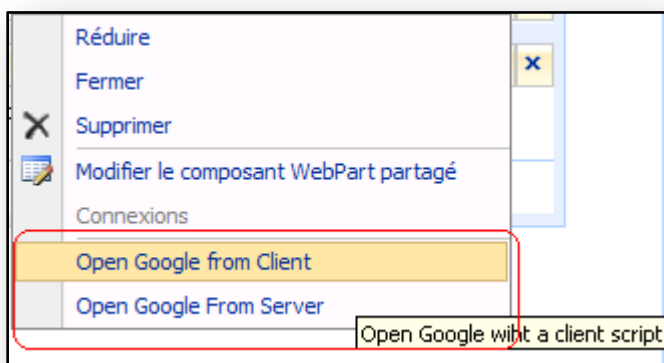 Réduire
Fermer
Supprimer
Modifier le composant WebPart partagé
Connexions
Open Google from Client
Open Google From Server
Open Google wiht a client script